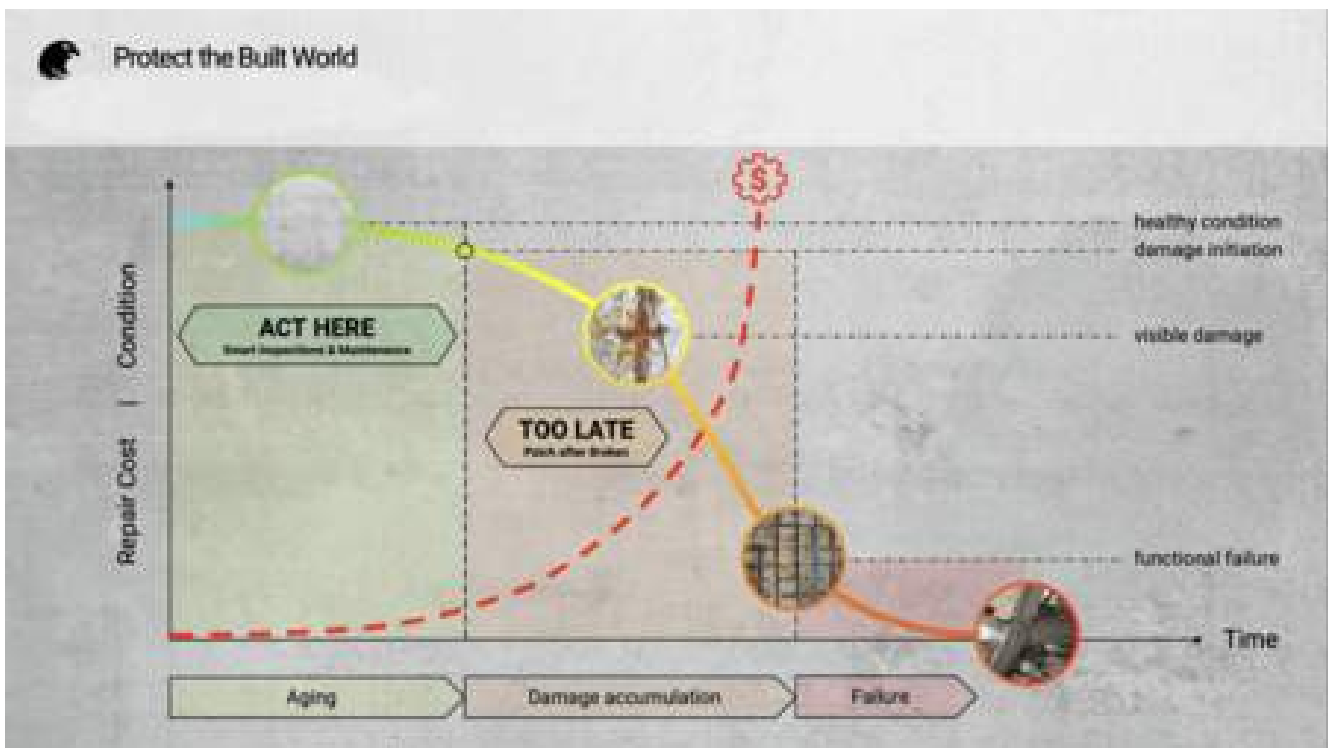 Protect the Built World
$
healthy condition
damage initiation
Condition
ACT HERE
Smart Inspections & Maintenance
visible damage
TOO LATE
Patch after Broken
Repair Cost
functional failure
Time
Aging
Damage accumulation
Failure